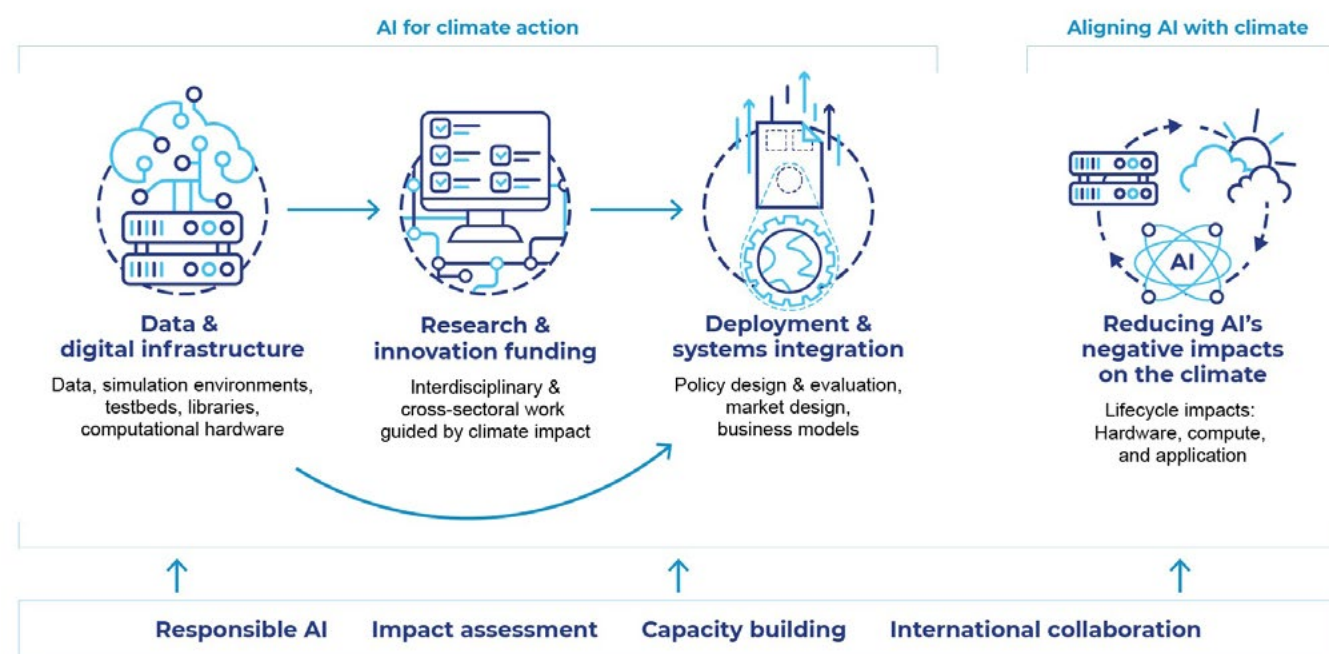 AI for climate action
Aligning AI with climate
Data &
digital infrastructure
Data, simulation environments,
testbeds, libraries,
computational hardware
Research &
innovation funding
Interdisciplinary &
cross-sectoral work
guided by climate impact
Deployment &
systems integration
Policy design & evaluation,
market design,
business models
AI
Reducing AI's
negative impacts
on the climate
Lifecycle impacts:
Hardware, compute,
and application
Responsible AI Impact assessment Capacity building International collaboration